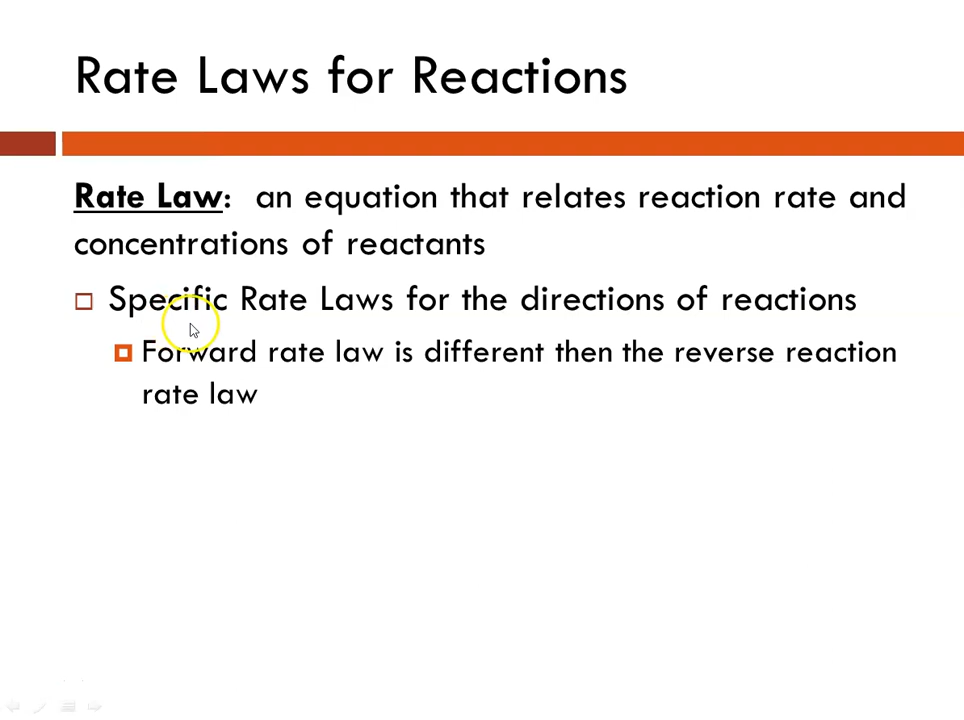 Rate Laws for Reactions
Rate Law: an equation that relates reaction rate and
concentrations of reactants
Specific Rate Laws for the directions of reactions
Forward rate law is different then the reverse reaction
rate law